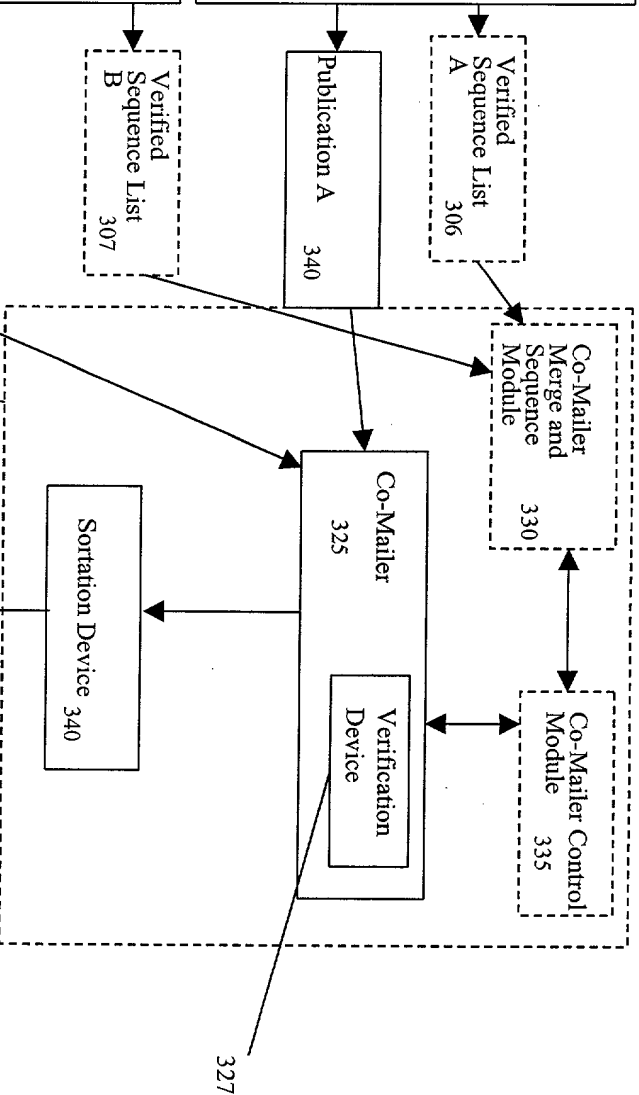 Verified
Sequence List
A
306
Publication A
340
Verified
Sequence List
B
307
Co-Mailer
Merge and
Sequence
Module
330
Co-Mailer Control
Module
335
Co-Mailer
325
Verification
Device
Sortation Device
340
327